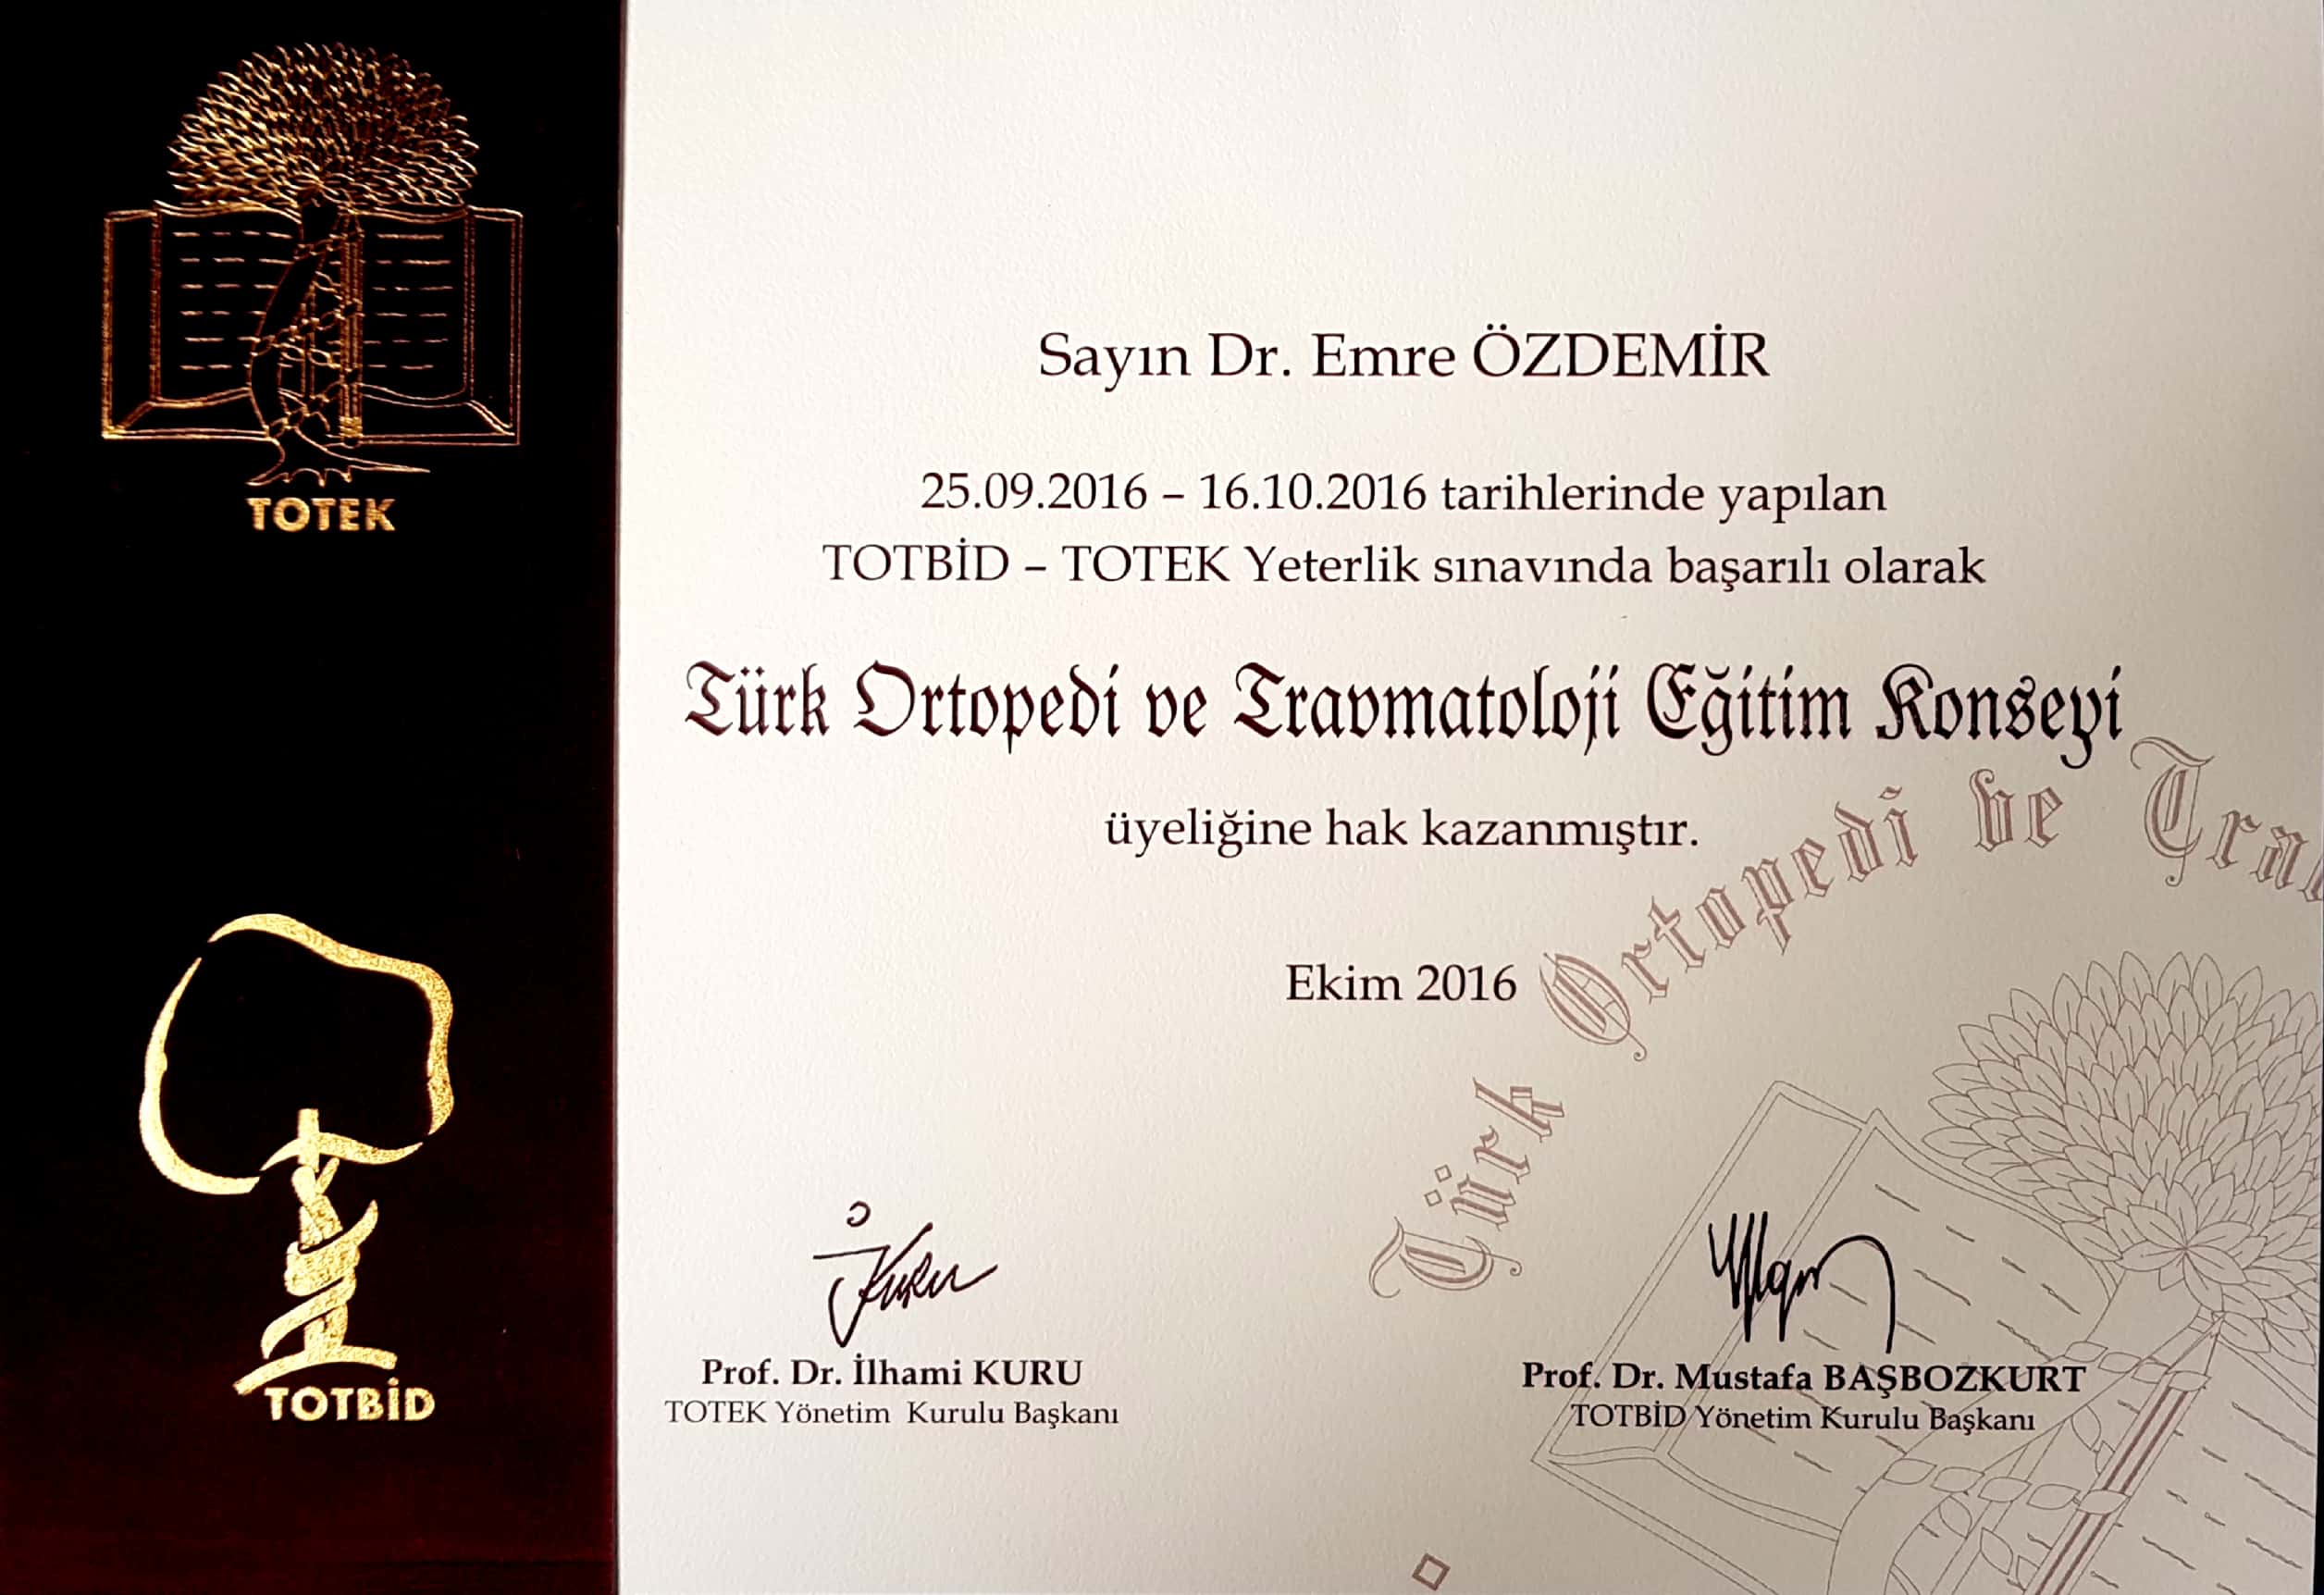 TOTEK
Sayın Dr. Emre ÖZDEMİR
25.09.2016 – 16.10.2016 tarihlerinde yapılan
TOTBİD – TOTEK Yeterlik sınavında başarılı olarak
Türk Ortopedi ve Travmatoloji Eğitim Konseyi
üyeliğine hak kazanmıştır.
Ekim 2016
Türk Ortopedi ve
İKuru
Prof. Dr. İlhami KURU
TOTEK Yönetim Kurulu Başkanı
Prof. Dr. Mustafa BAŞBOZKURT
TOTBİD Yönetim Kurulu Başkanı
TOTBİD